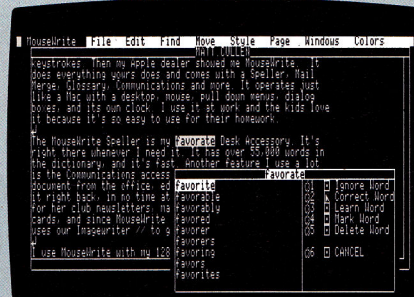 MouseWrite File Edit Find Move Style Page Windows Colors
MATT.CULLEN
keystrokes. Then my Apple dealer showed me MouseWrite. It
does everything yours does and comes with a Speller, Mail
Merge, Glossary, Communications and more. It operates just
like a Mac with a desktop, mouse, pull down menus, dialog
boxes, and its own clock. I use it at work and the kids love
it because it's so easy to use for their homework.
The MouseWrite Speller is my favorate Desk Accessory. It's
right there whenever I need it. It has over 55,000 words in
the dictionary, and it's fast. Another feature I use a lot
is the Communications access
document from the office, ed
it right back, in no time at
for her club newsletters, ma
cards, and since MouseWrite
uses our Imagewriter // to g
I use MouseWrite with my 128
favorate
favorite
favorable
favorably
favored
favorer
favorers
favoring
favors
favorites
1 Ignore Word
2 Correct Word
3 Learn Word
4 Mark Word
5 Delete Word
6 CANCEL